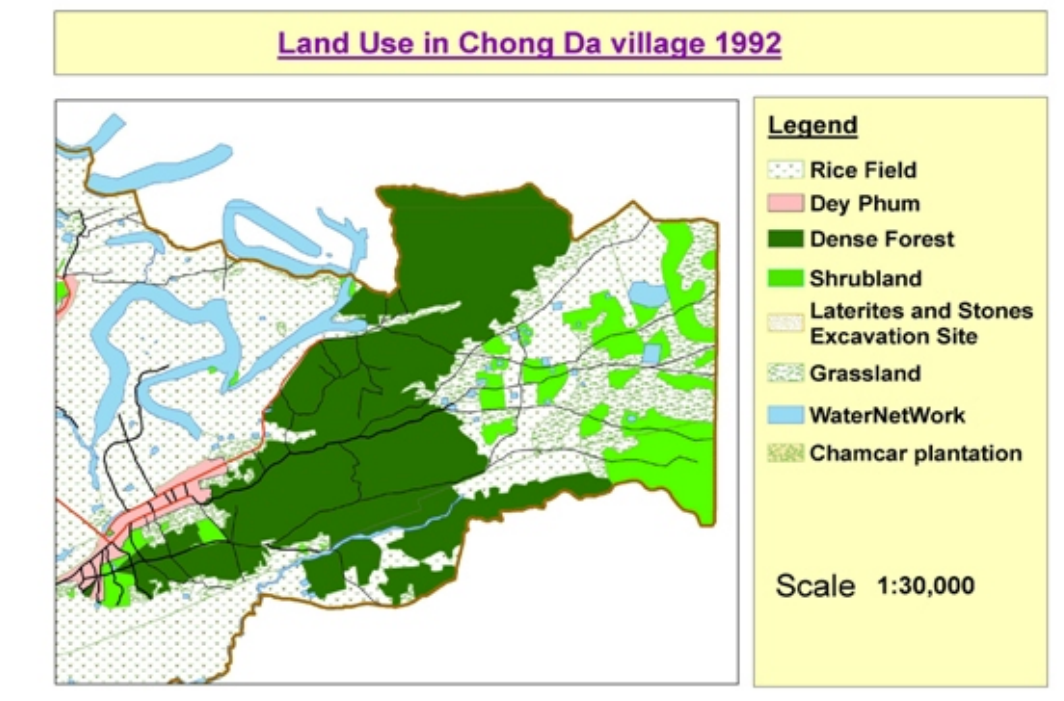 Land Use in Chong Da village 1992
Legend
Rice Field
Dey Phum
Dense Forest
Shrubland
Laterites and Stones
Excavation Site
Grassland
WaterNetWork
Chamcar plantation
Scale 1:30,000